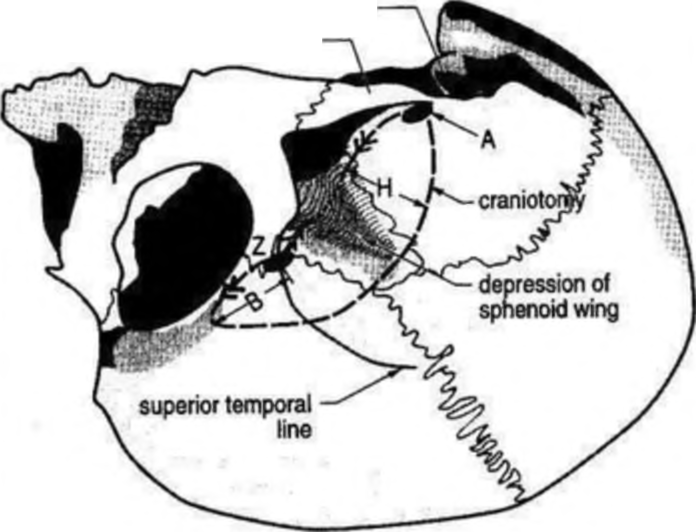 A
H
craniotomy
Z
depression of
sphenoid wing
B
superior temporal
line